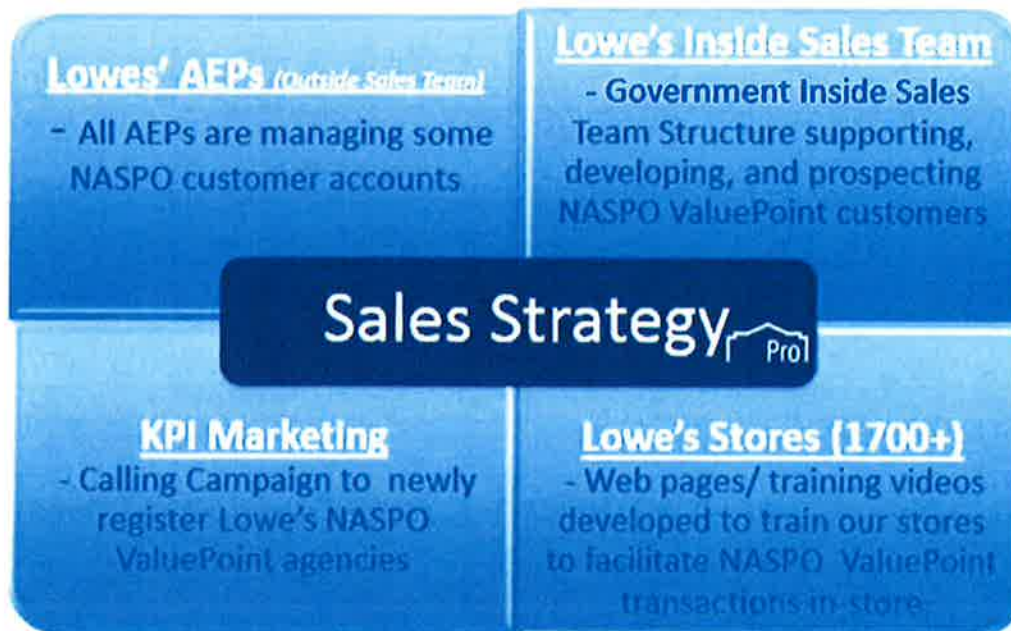 Lowes' AEPs (Outside Sales Team)
- All AEPs are managing some
NASPO customer accounts
Lowe's Inside Sales Team
- Government Inside Sales
Team Structure supporting,
developing, and prospecting
NASPO ValuePoint customers
Sales Strategy
Pro
KPI Marketing
- Calling Campaign to newly
register Lowe's NASPO
ValuePoint agencies
Lowe's Stores (1700+)
- Web pages/ training videos
developed to train our stores
to facilitate NASPO ValuePoint
transactions in-store